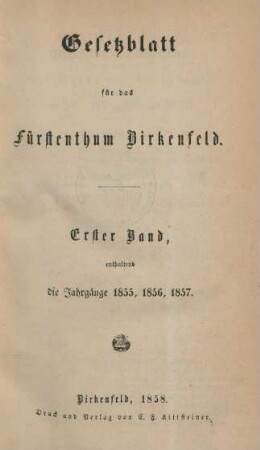 Gesetzblatt
für das
Fürstenthum Birkenfeld.
Erster Band,
enthaltend
die Jahrgänge 1855, 1856, 1857.
Birkenfeld, 1858.
Druck und Verlag von C. F. Kittsteiner.